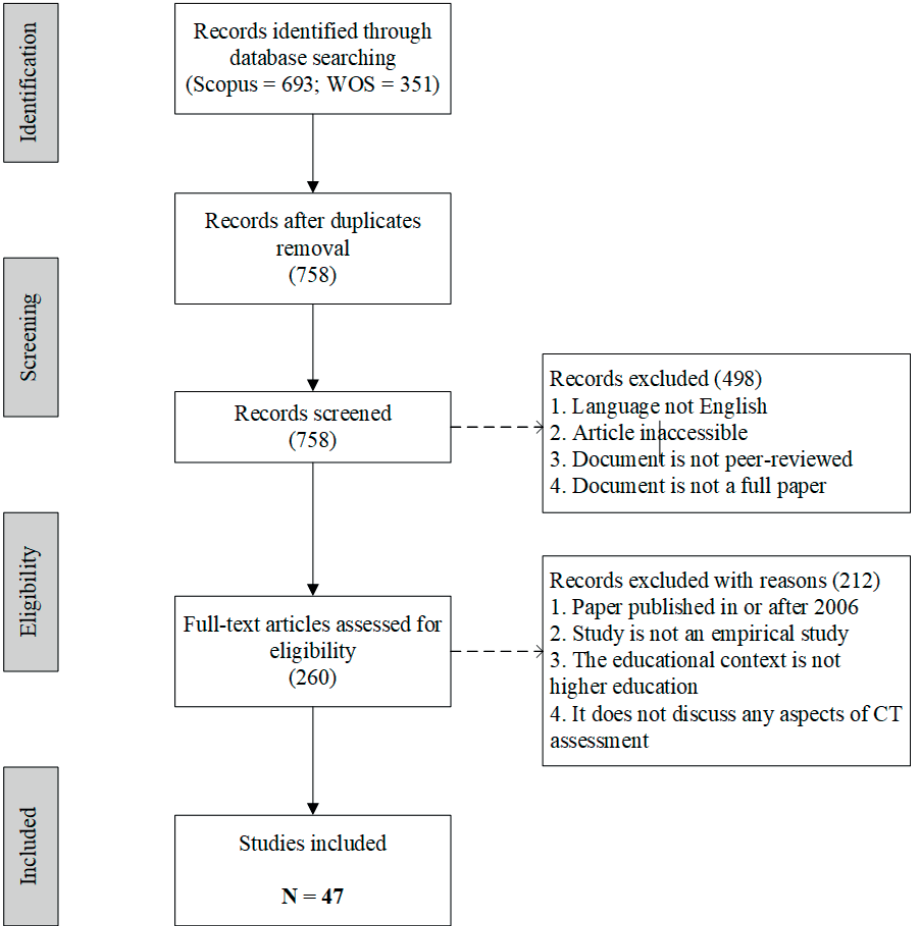 Identification
Records identified through
database searching
(Scopus = 693; WOS = 351)
Records after duplicates
removal
(758)
Screening
Records screened
(758)
Records excluded (498)
1. Language not English
2. Article inaccessible
3. Document is not peer-reviewed
4. Document is not a full paper
Eligibility
Full-text articles assessed for
eligibility
(260)
Records excluded with reasons (212)
1. Paper published in or after 2006
2. Study is not an empirical study
3. The educational context is not
higher education
4. It does not discuss any aspects of CT
assessment
Included
Studies included
N = 47